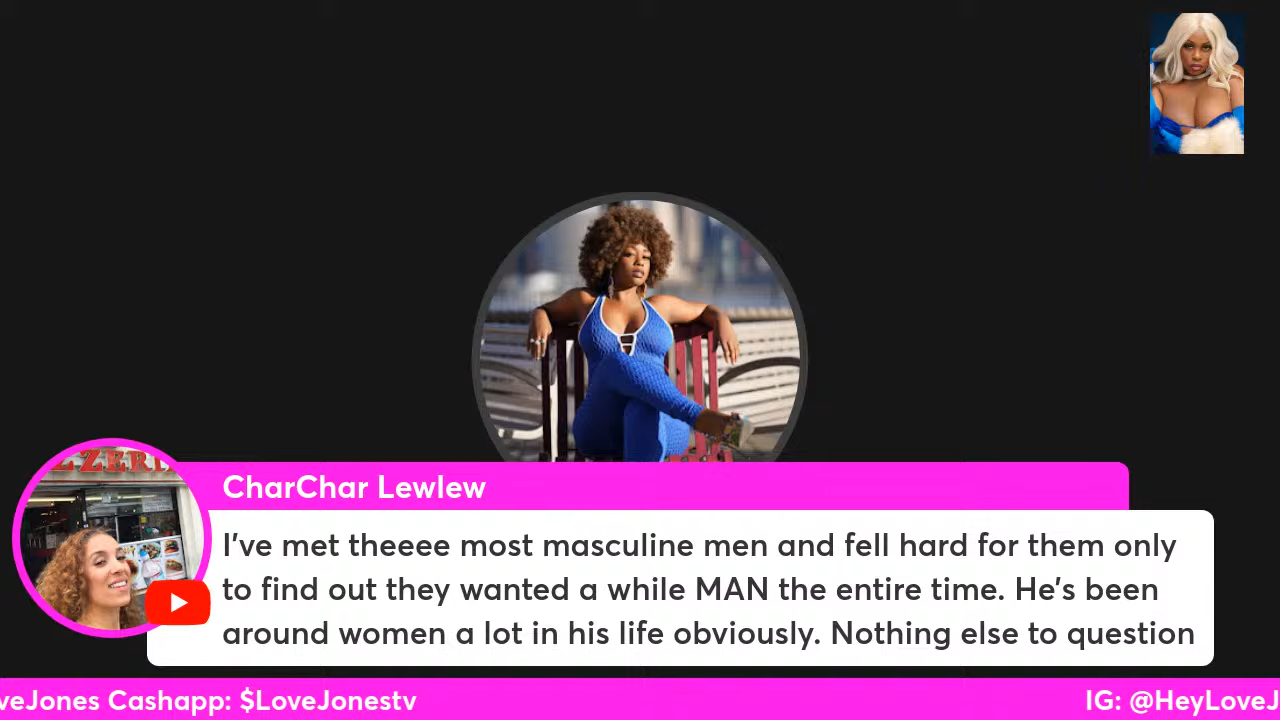 ZZERIA
CharChar Lewlew
I've met theeee most masculine men and fell hard for them only
to find out they wanted a while MAN the entire time. He's been
around women a lot in his life obviously. Nothing else to question
veJones Cashapp: $LoveJonestv
IG: @HeyLoveJ